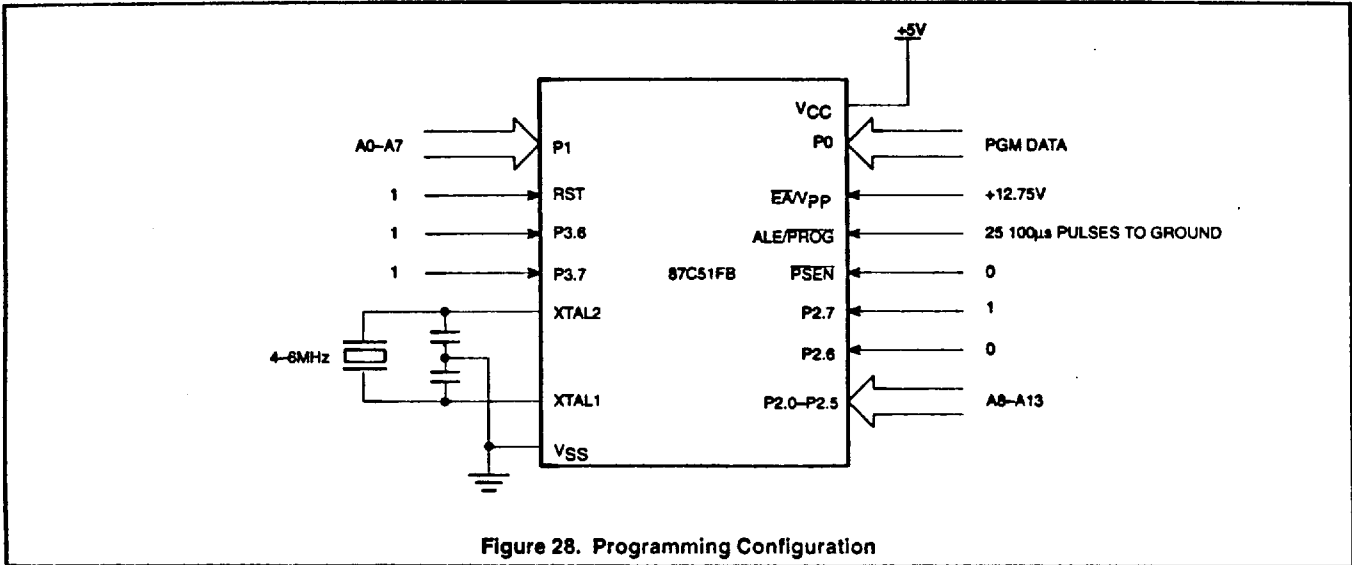 +5V
VCC
A0–A7
P1
P0
PGM DATA
1
RST
EA/VPP
+12.75V
1
P3.6
ALE/PROG
25 100µs PULSES TO GROUND
1
P3.7
87C51FB
PSEN
0
XTAL2
P2.7
1
4–6MHz
P2.6
0
XTAL1
P2.0–P2.5
A8–A13
VSS
Figure 28. Programming Configuration